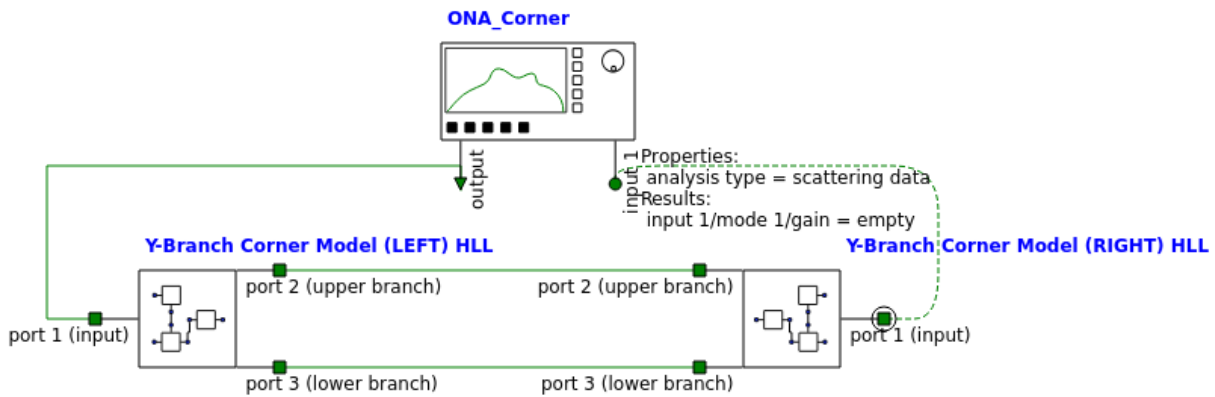 ONA_Corner
output
input 1
Properties:
analysis type = scattering data
Results:
input 1/mode 1/gain = empty
Y-Branch Corner Model (LEFT) HLL
Y-Branch Corner Model (RIGHT) HLL
port 2 (upper branch)
port 2 (upper branch)
port 1 (input)
port 1 (input)
port 3 (lower branch)
port 3 (lower branch)